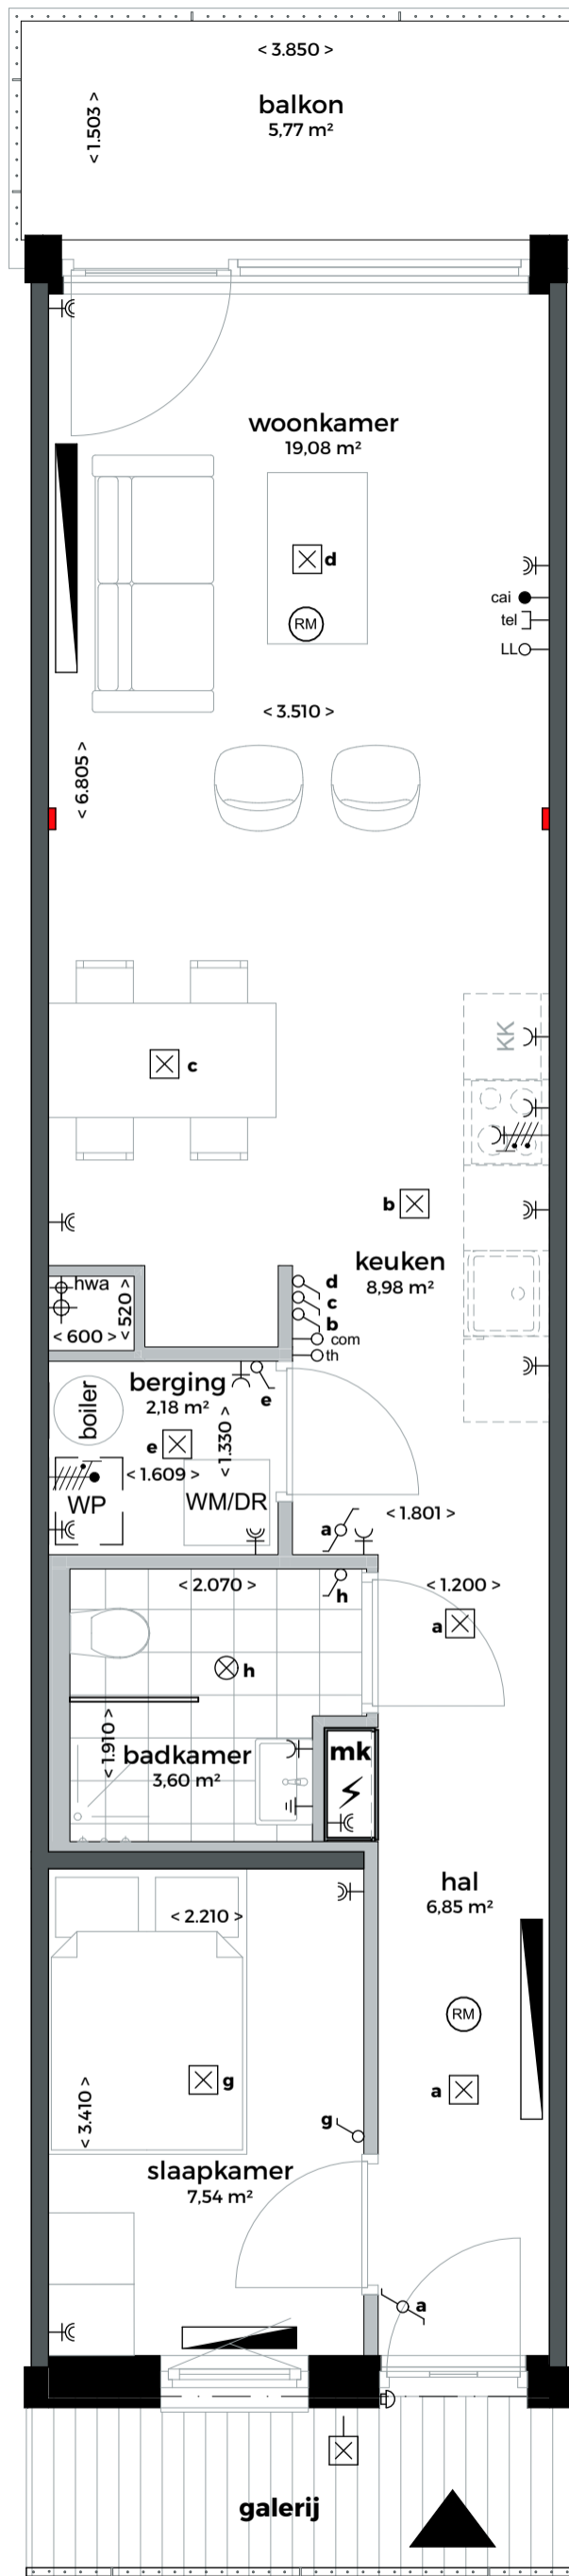 < 3.850 >
< 1.503 >
balkon
5,77 m²
woonkamer
19,08 m²
d
RM
cai
tel
LL
< 3.510 >
< 6.805 >
KK
c
b
keuken
8,98 m²
hwa
< 520 >
< 600 >
d
c
b
com
th
berging
2,18 m²
e
boiler
e
< 1.330 >
< 1.609 >
WP
WM/DR
< 1.801 >
a
< 2.070 >
h
< 1.200 >
a
h
< 1.910 >
badkamer
3,60 m²
mk
hal
6,85 m²
< 2.210 >
RM
g
a
< 3.410 >
g
slaapkamer
7,54 m²
a
galerij